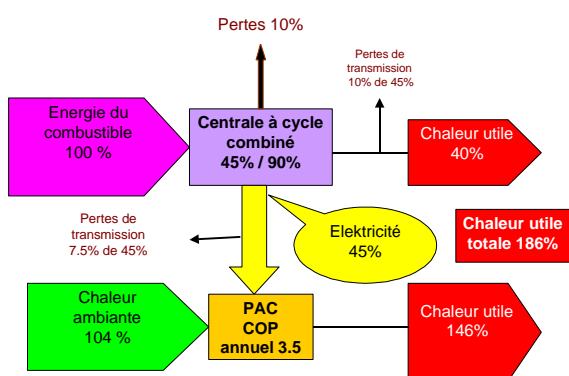 Pertes 10%
Pertes de
transmission
10% de 45%
Energie du
combustible
100 %
Centrale à cycle
combiné
45% / 90%
Chaleur utile
40%
Pertes de
transmission
7.5% de 45%
Elektricité
45%
Chaleur utile
totale 186%
Chaleur
ambiante
104 %
PAC
COP
annuel 3.5
Chaleur utile
146%